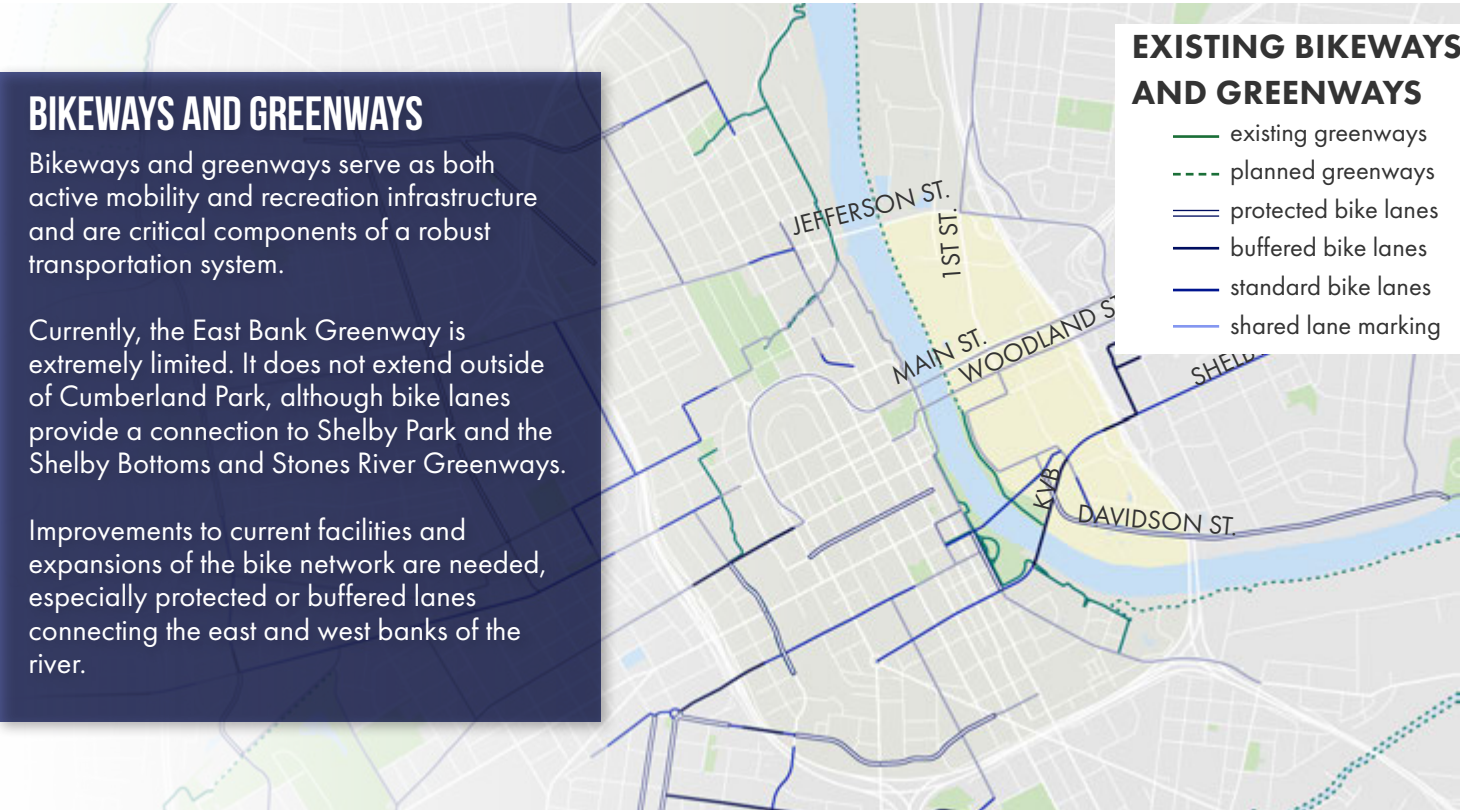 BIKEWAYS AND GREENWAYS
Bikeways and greenways serve as both
active mobility and recreation infrastructure
and are critical components of a robust
transportation system.
Currently, the East Bank Greenway is
extremely limited. It does not extend outside
of Cumberland Park, although bike lanes
provide a connection to Shelby Park and the
Shelby Bottoms and Stones River Greenways.
Improvements to current facilities and
expansions of the bike network are needed,
especially protected or buffered lanes
connecting the east and west banks of the
river.
EXISTING BIKEWAYS
AND GREENWAYS
existing greenways
planned greenways
protected bike lanes
buffered bike lanes
standard bike lanes
shared lane marking
JEFFERSON ST.
1ST ST.
MAIN ST.
WOODLAND ST
SHELB
KVB
DAVIDSON ST.